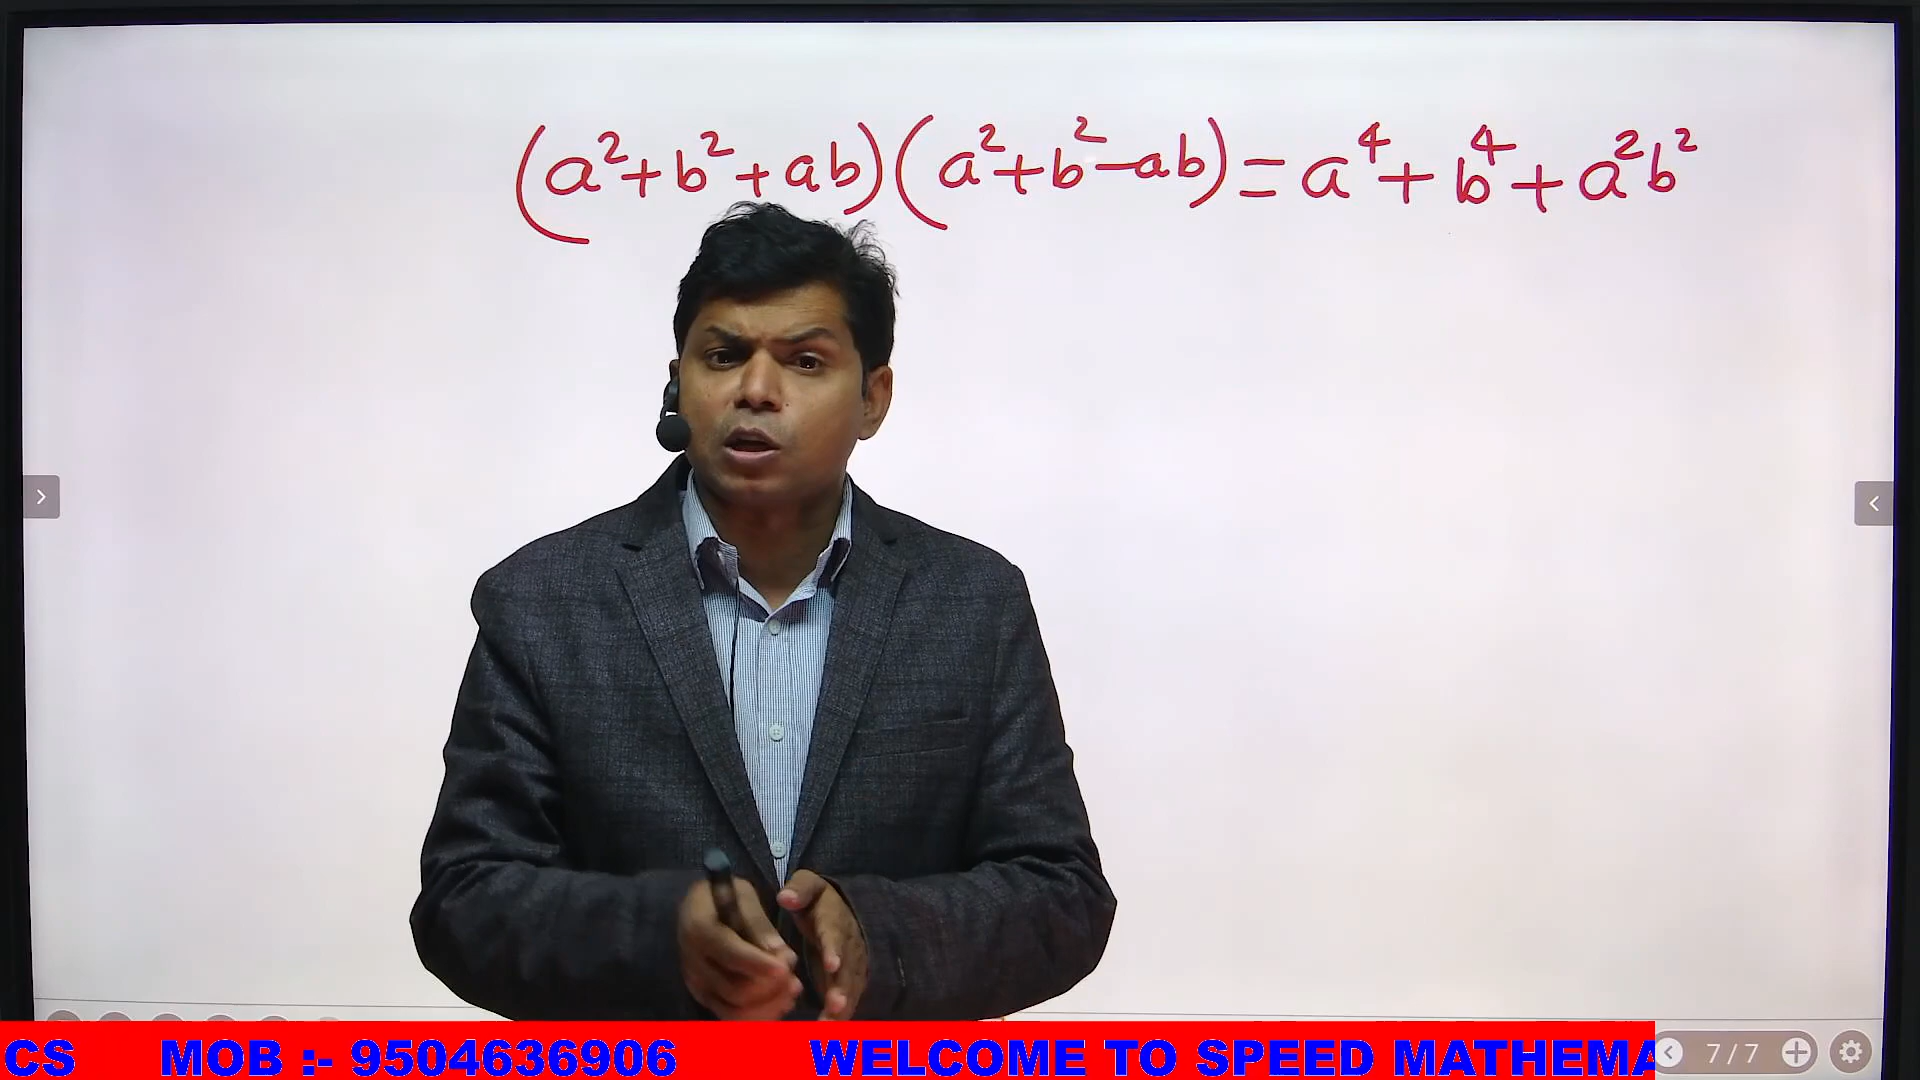 (a²+b²+ab)(a²+b²-ab)=a⁴+b⁴+a²b²
CS MOB :- 9504636906 WELCOME TO SPEED MATHEMA
7/7